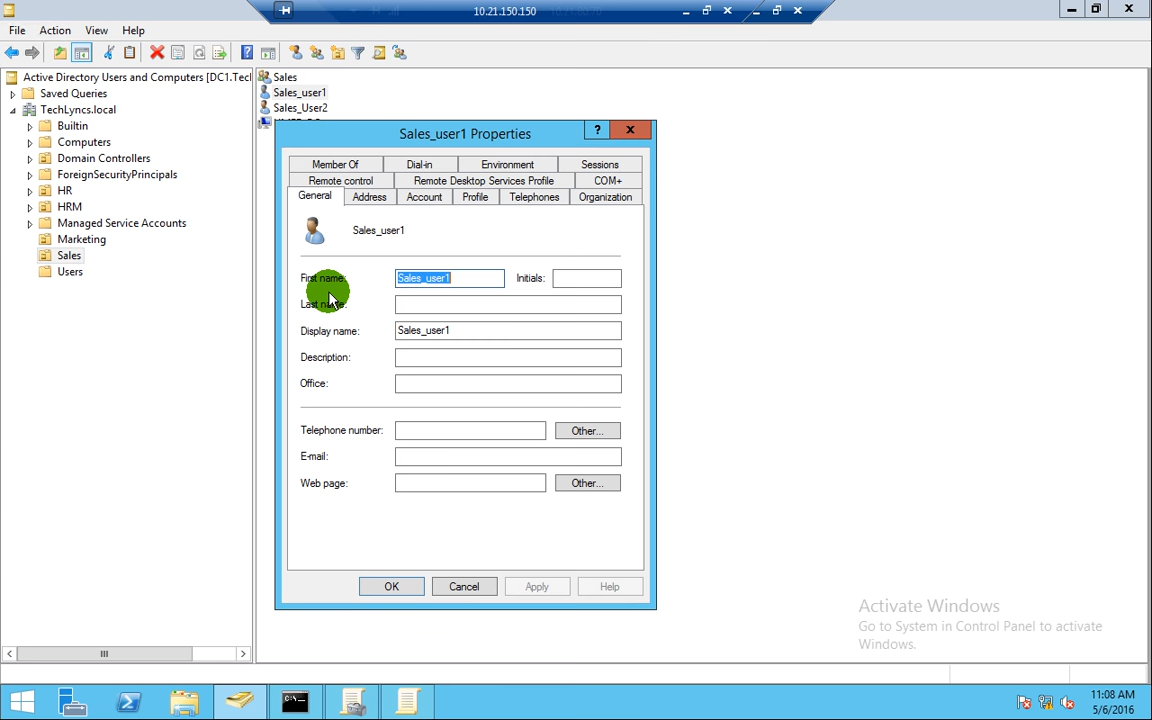 10.21.150.150
File Action View Help
Active Directory Users and Computers [DC1.Tecl
Saved Queries
TechLyncs.local
Builtin
Computers
Domain Controllers
ForeignSecurityPrincipals
HR
HRM
Managed Service Accounts
Marketing
Sales
Users
Sales
Sales_user1
Sales_User2
Sales_user1 Properties
? X
Member Of Dial-in Environment Sessions
Remote control Remote Desktop Services Profile COM+
General Address Account Profile Telephones Organization
Sales_user1
First name: Sales_user1 Initials:
Last name:
Display name: Sales_user1
Description:
Office:
Telephone number: Other...
E-mail:
Web page: Other...
OK Cancel Apply Help
Activate Windows
Go to System in Control Panel to activate
Windows.
11:08 AM
5/6/2016